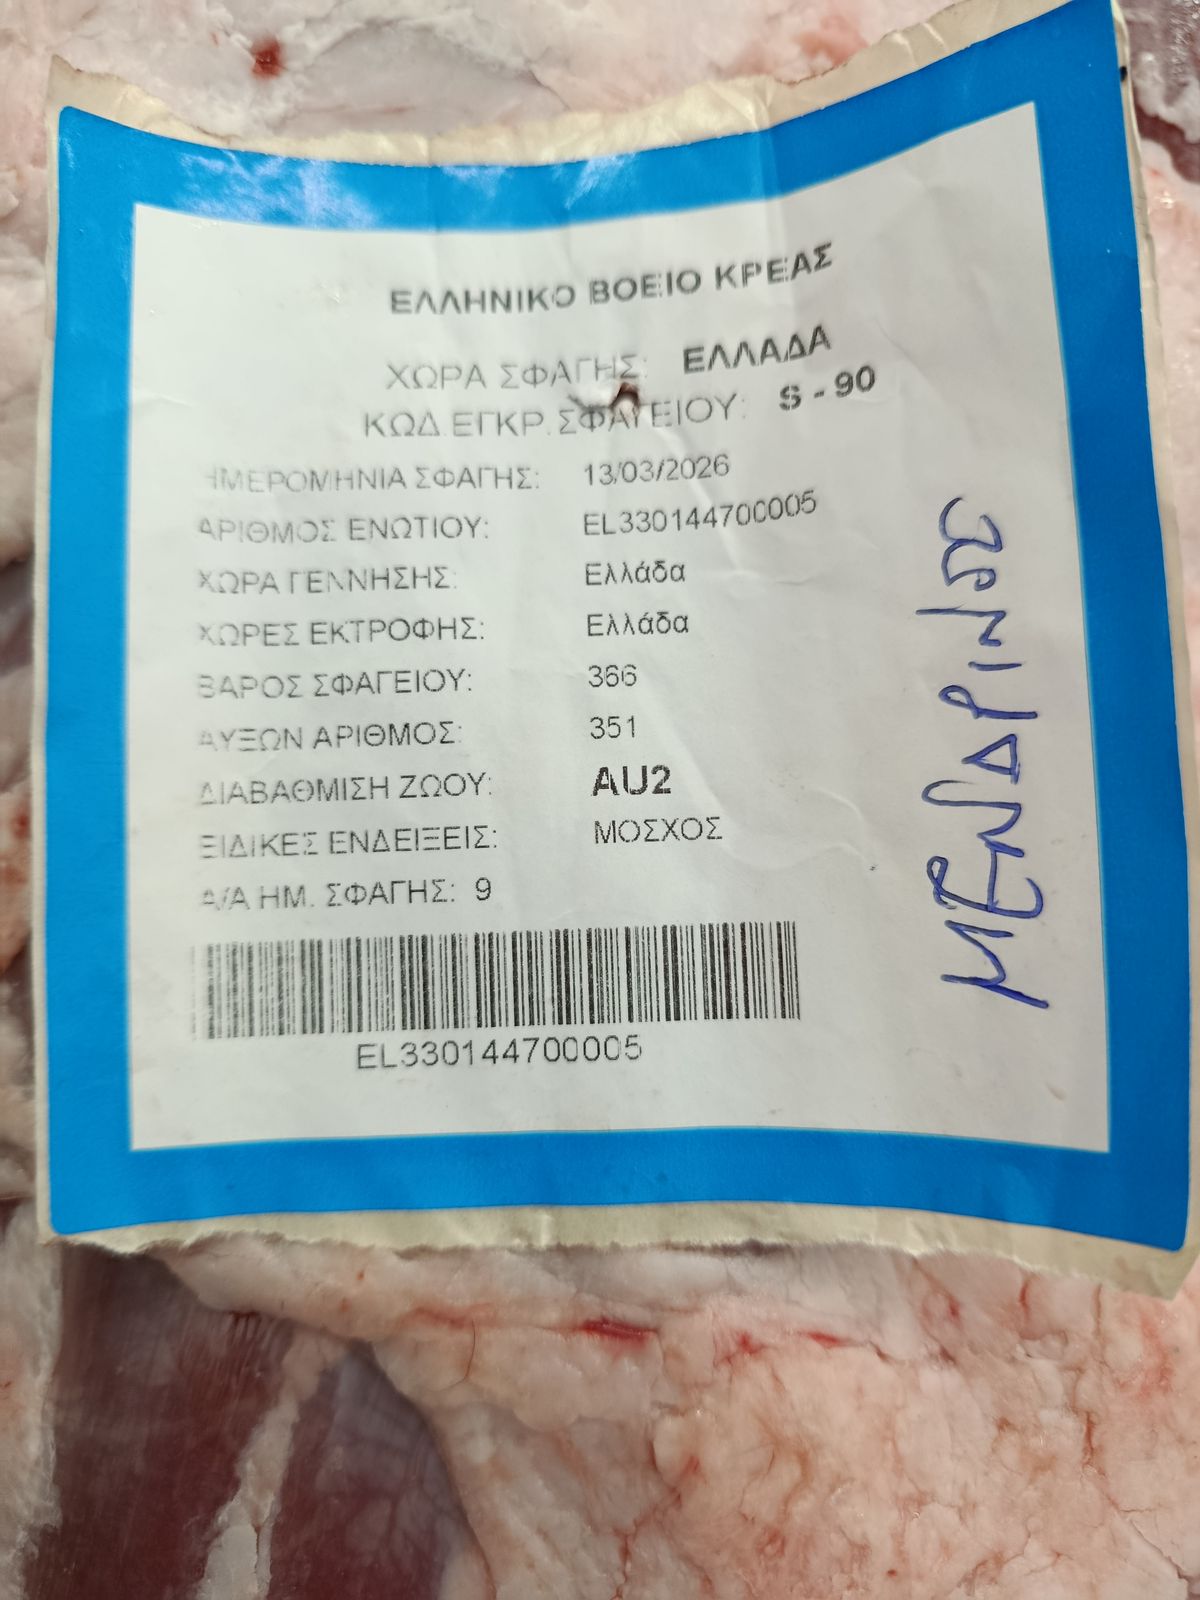 ΕΛΛΗΝΙΚΟ ΒΟΕΙΟ ΚΡΕΑΣ
ΧΩΡΑ ΣΦΑΓΗΣ: ΕΛΛΑΔΑ
ΚΩΔ.ΕΓΚΡ.ΣΦΑΓΕΙΟΥ: S - 90
ΗΜΕΡΟΜΗΝΙΑ ΣΦΑΓΗΣ: 13/03/2026
ΑΡΙΘΜΟΣ ΕΝΩΤΙΟΥ: EL330144700005
ΧΩΡΑ ΓΕΝΝΗΣΗΣ: Ελλάδα
ΧΩΡΕΣ ΕΚΤΡΟΦΗΣ: Ελλάδα
ΒΑΡΟΣ ΣΦΑΓΕΙΟΥ: 366
ΑΥΞΩΝ ΑΡΙΘΜΟΣ: 351
ΔΙΑΒΑΘΜΙΣΗ ΖΩΟΥ: AU2
ΕΙΔΙΚΕΣ ΕΝΔΕΙΞΕΙΣ: ΜΟΣΧΟΣ
Α/Α ΗΜ. ΣΦΑΓΗΣ: 9
EL330144700005